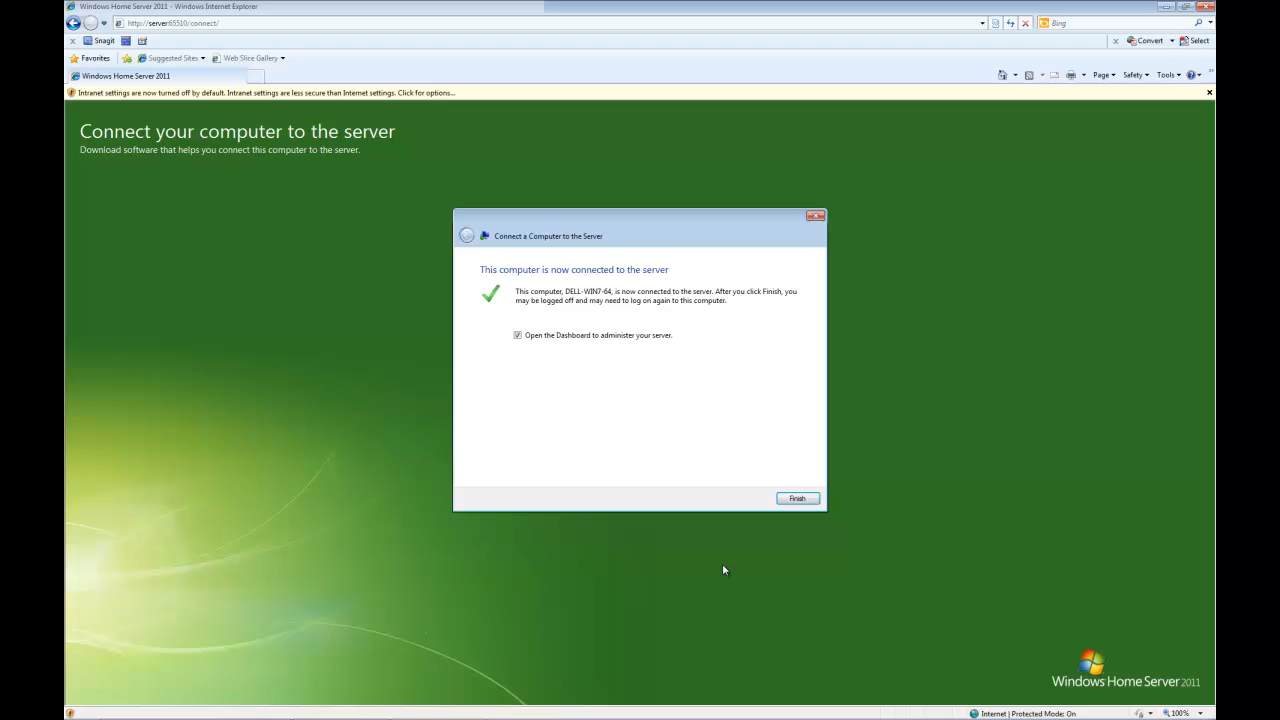 Windows Home Server 2011 - Windows Internet Explorer
http://server:65510/connect/
Bing
Snagit
Convert
Select
Favorites
Suggested Sites
Web Slice Gallery
Windows Home Server 2011
Page
Safety
Tools
Intranet settings are now turned off by default. Intranet settings are less secure than Internet settings. Click for options...
Connect your computer to the server
Download software that helps you connect this computer to the server.
Connect a Computer to the Server
This computer is now connected to the server
This computer, DELL-WIN7-64, is now connected to the server. After you click Finish, you
may be logged off and may need to log on again to this computer.
Open the Dashboard to administer your server.
Finish
Windows Home Server 2011
Internet | Protected Mode: On
100%